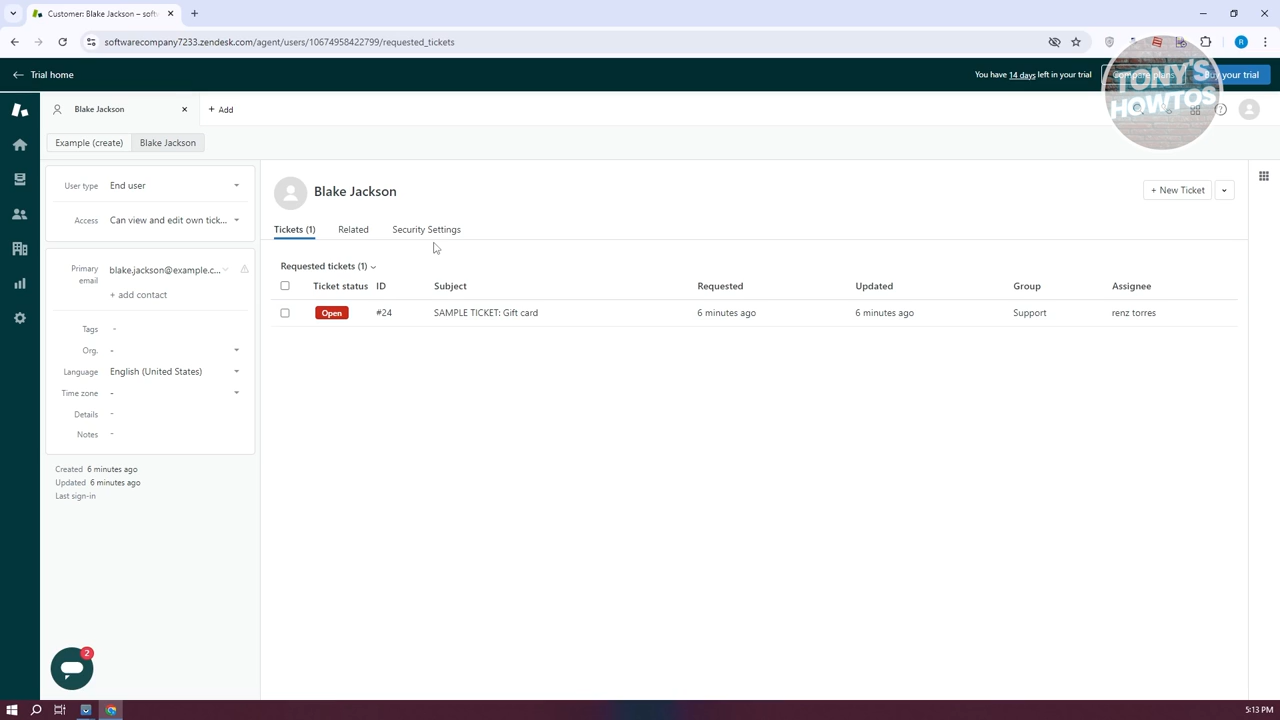 Customer: Blake Jackson – soft
softwarecompany7233.zendesk.com/agent/users/10674958422799/requested_tickets
R
Trial home
You have 14 days left in your trial
Compare plans
Buy your trial
TONY'S
HOWTOS
Blake Jackson
+ Add
Example (create)
Blake Jackson
User type End user
Access Can view and edit own tick...
Primary email blake.jackson@example.c...
+ add contact
Tags -
Org. -
Language English (United States)
Time zone -
Details -
Notes -
Created 6 minutes ago
Updated 6 minutes ago
Last sign-in
Blake Jackson
+ New Ticket
Tickets (1) Related Security Settings
Requested tickets (1)
Ticket status ID Subject Requested Updated Group Assignee
Open #24 SAMPLE TICKET: Gift card 6 minutes ago 6 minutes ago Support renz torres
2
5:13 PM